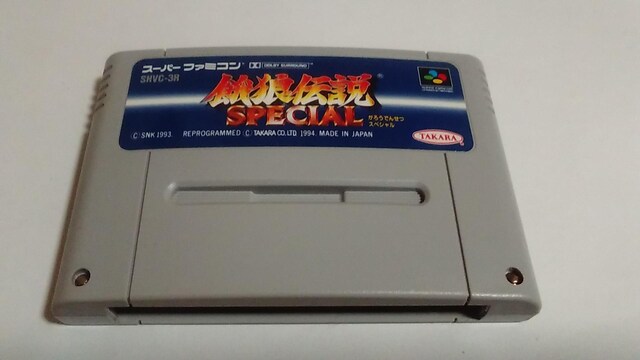 スーパーファミコン DOLBY SURROUND
SHVC-3R
餓狼伝説
SPECIAL
がろうでんせつ
スペシャル
© SNK 1993. REPROGRAMMED © TAKARA CO.,LTD. 1994. MADE IN JAPAN
TAKARA